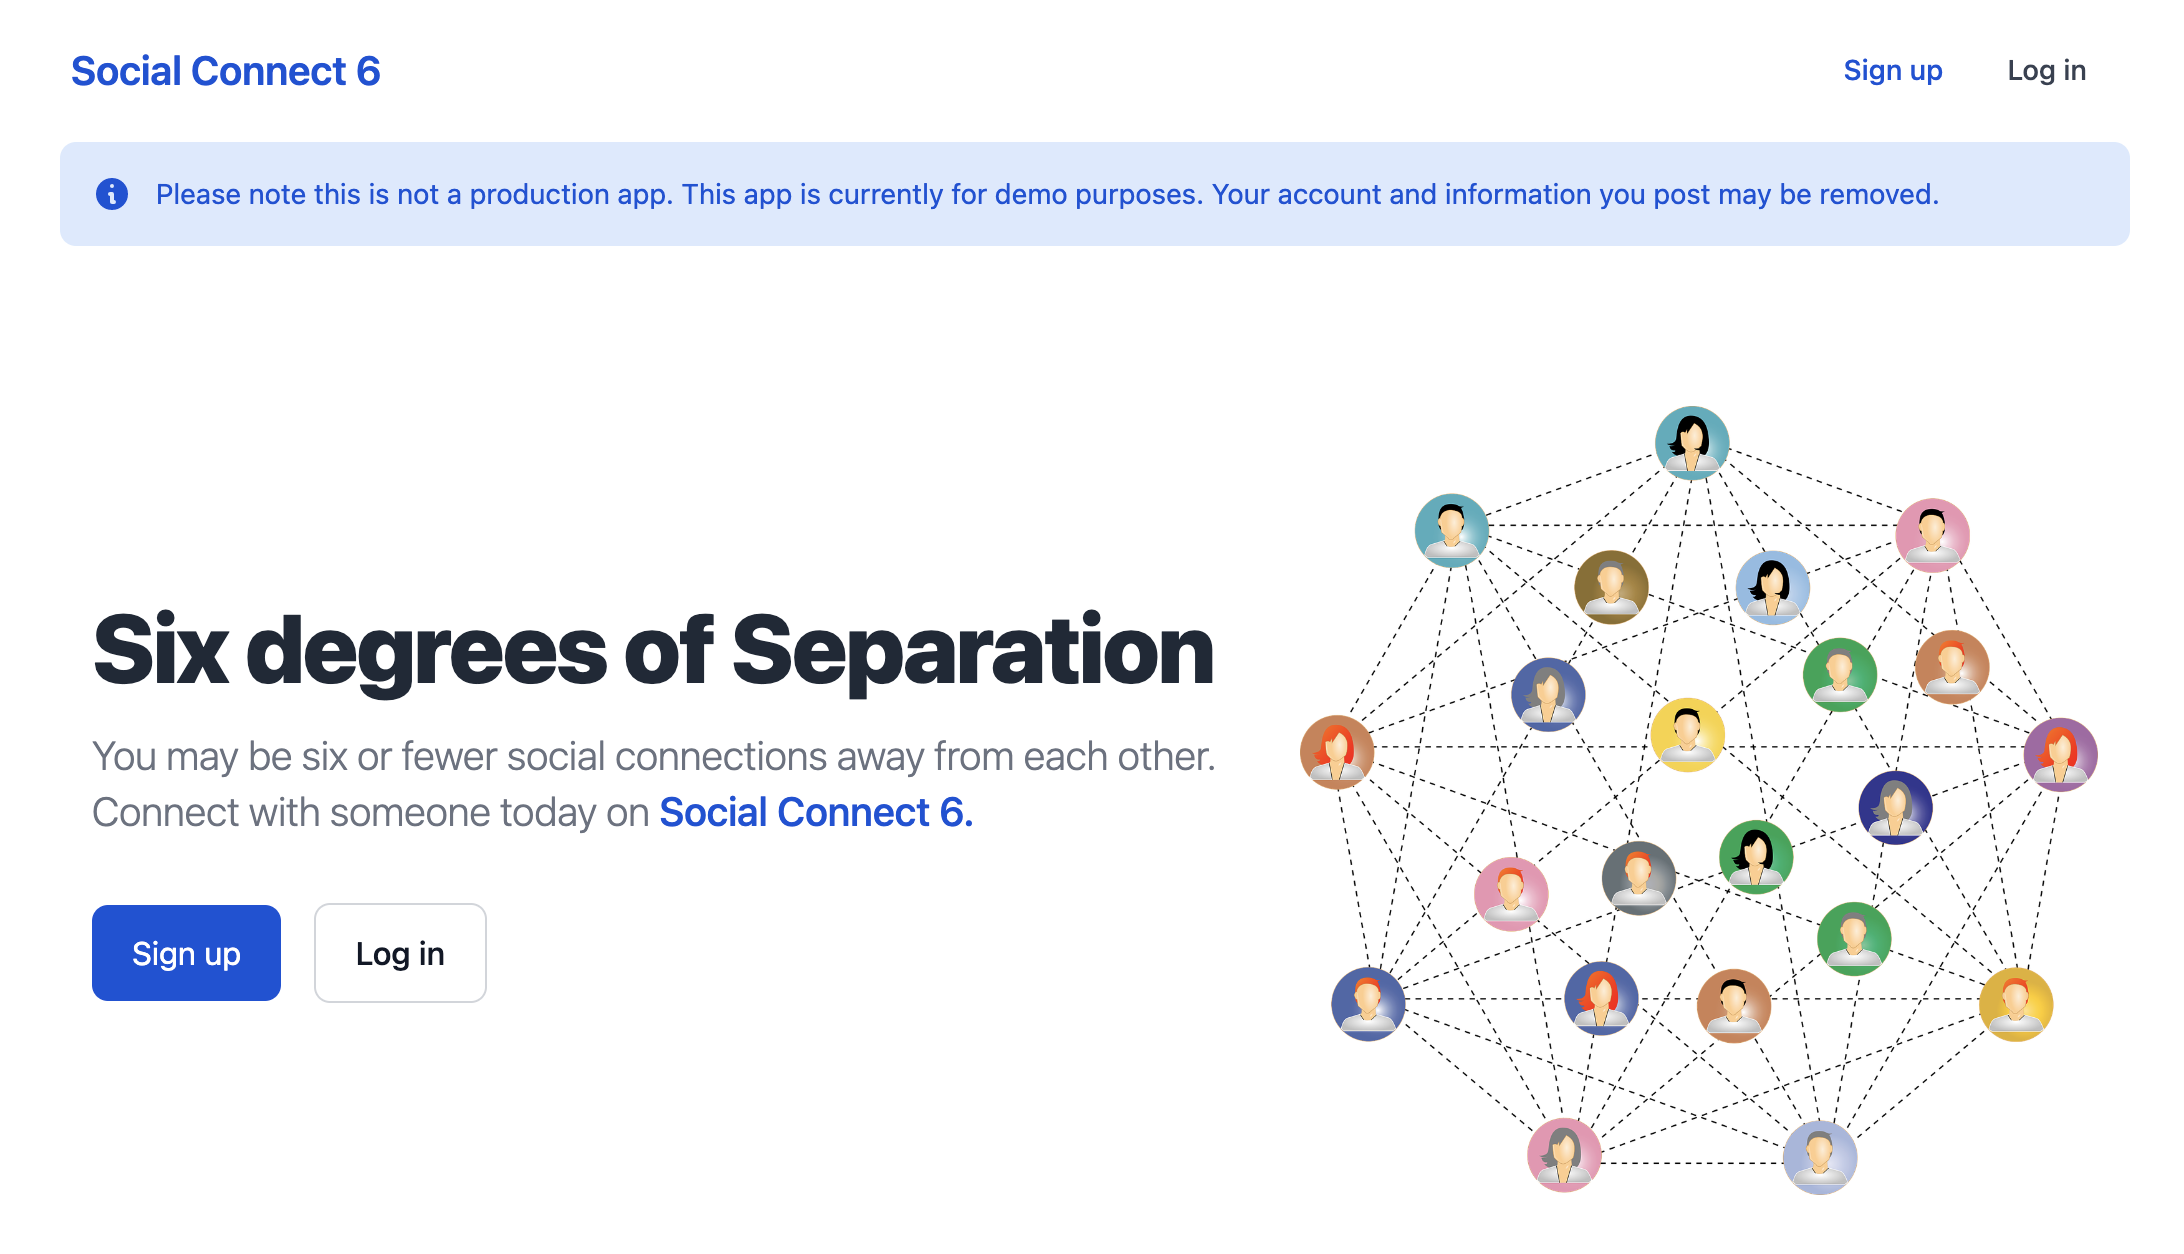 Social Connect 6
Sign up
Log in
Please note this is not a production app. This app is currently for demo purposes. Your account and information you post may be removed.
Six degrees of Separation
You may be six or fewer social connections away from each other.
Connect with someone today on Social Connect 6.
Sign up
Log in